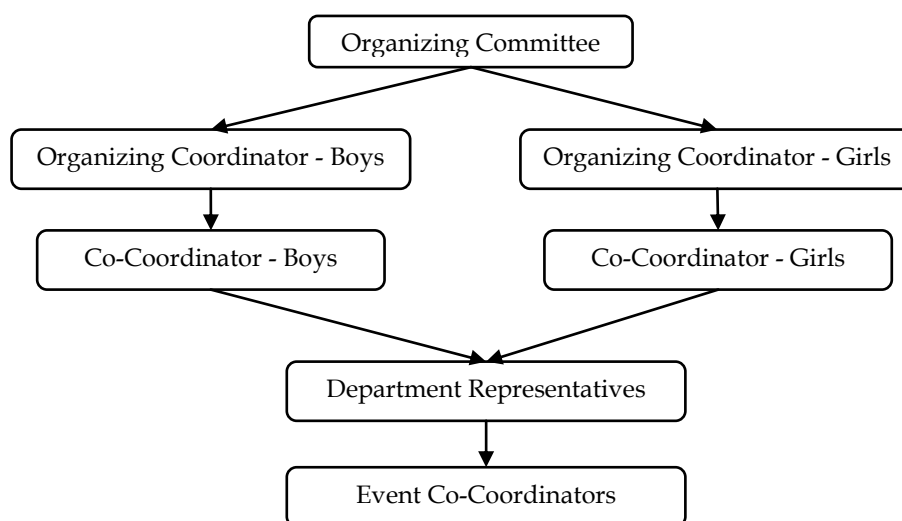 Organizing Committee
Organizing Coordinator - Boys
Organizing Coordinator - Girls
Co-Coordinator - Boys
Co-Coordinator - Girls
Department Representatives
Event Co-Coordinators